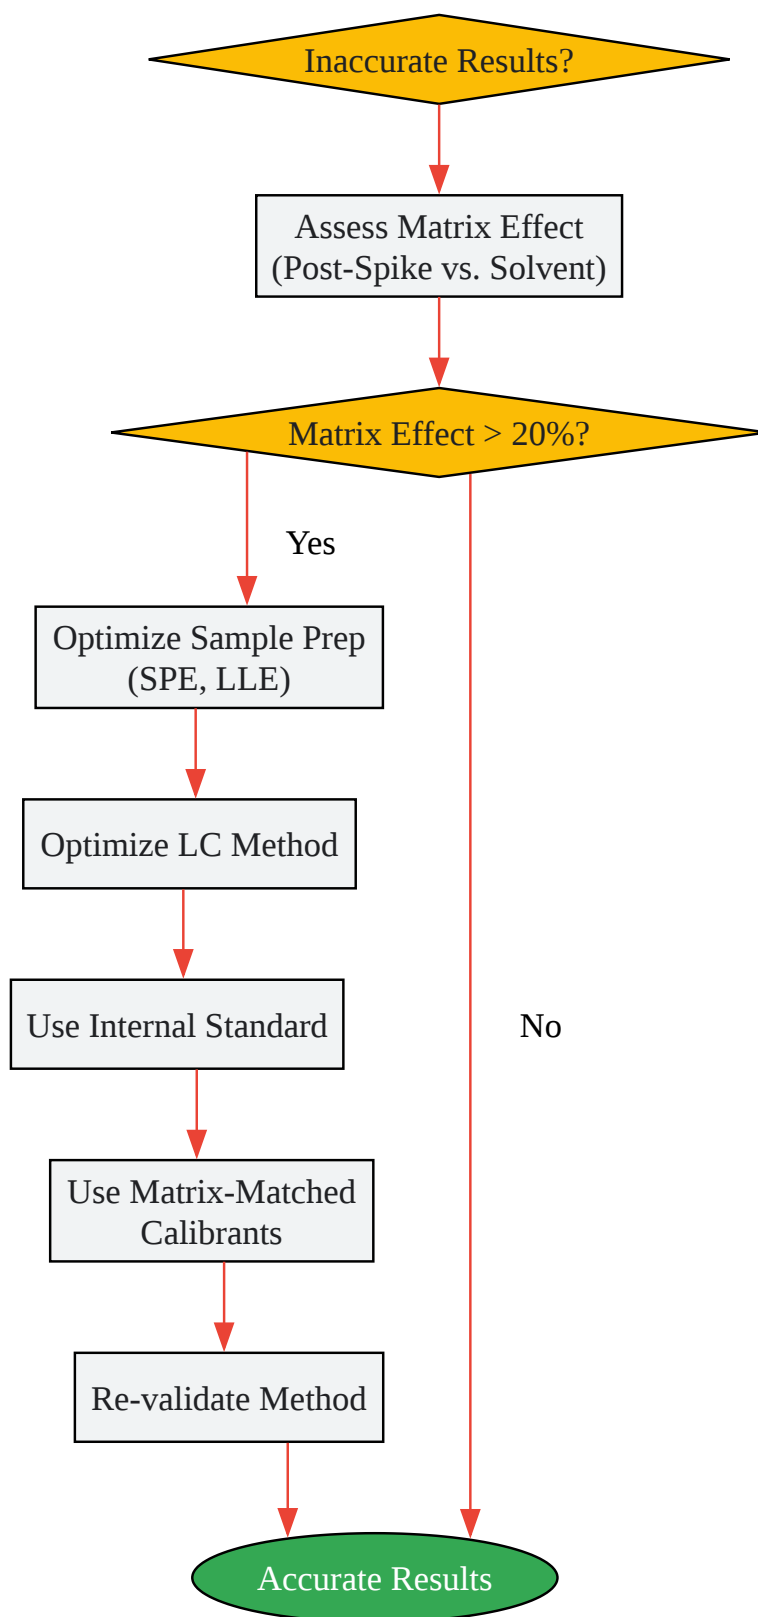 Inaccurate Results?
Assess Matrix Effect
(Post-Spike vs. Solvent)
Matrix Effect > 20%?
Yes
Optimize Sample Prep
(SPE, LLE)
Optimize LC Method
Use Internal Standard
No
Use Matrix-Matched
Calibrants
Re-validate Method
Accurate Results